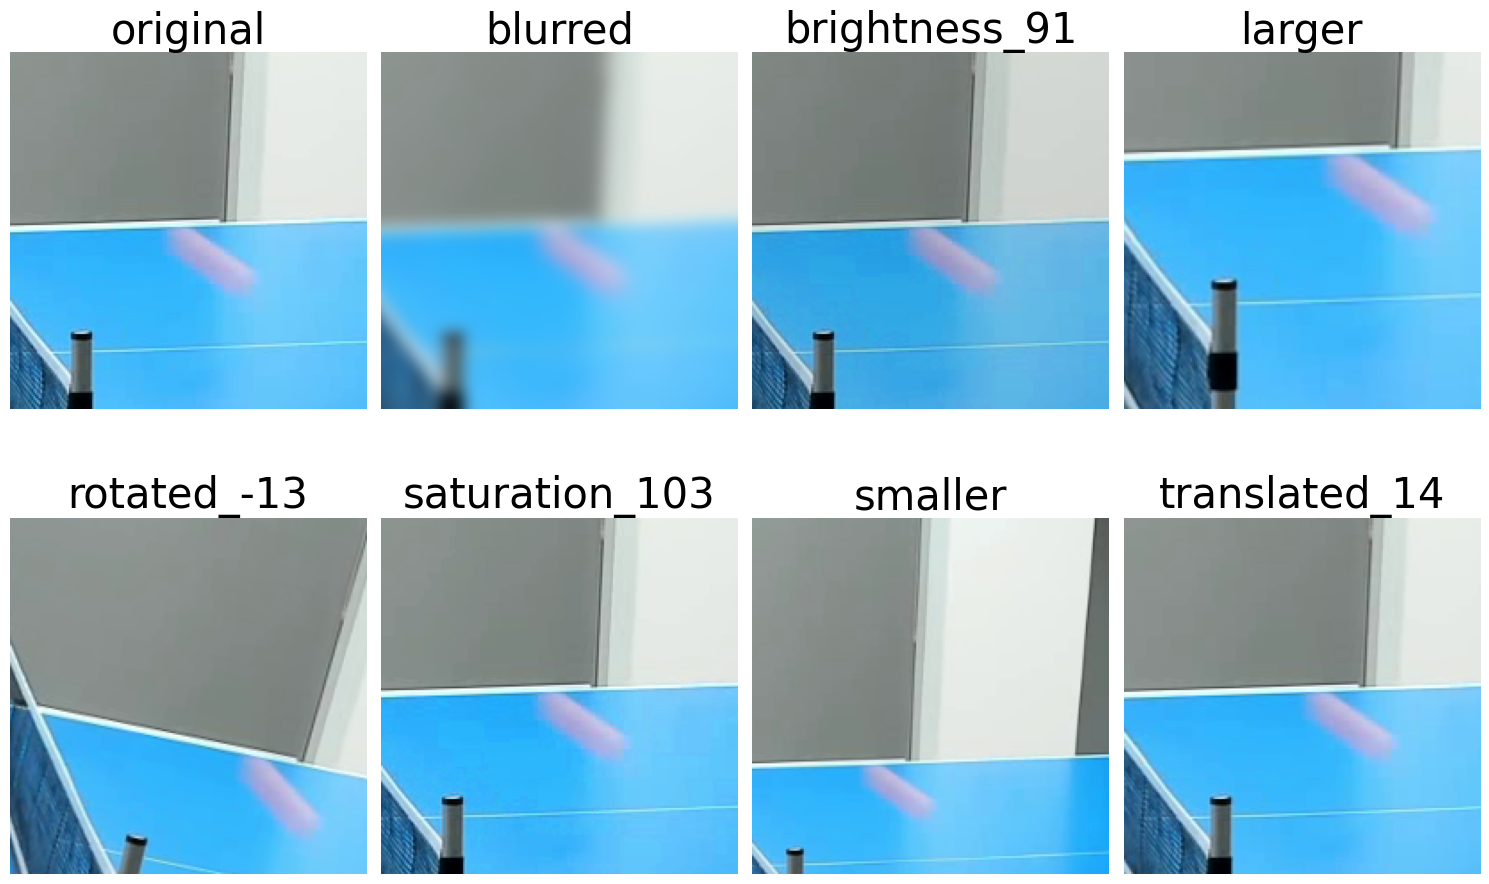 original
blurred
brightness_91
larger
rotated_-13
saturation_103
smaller
translated_14